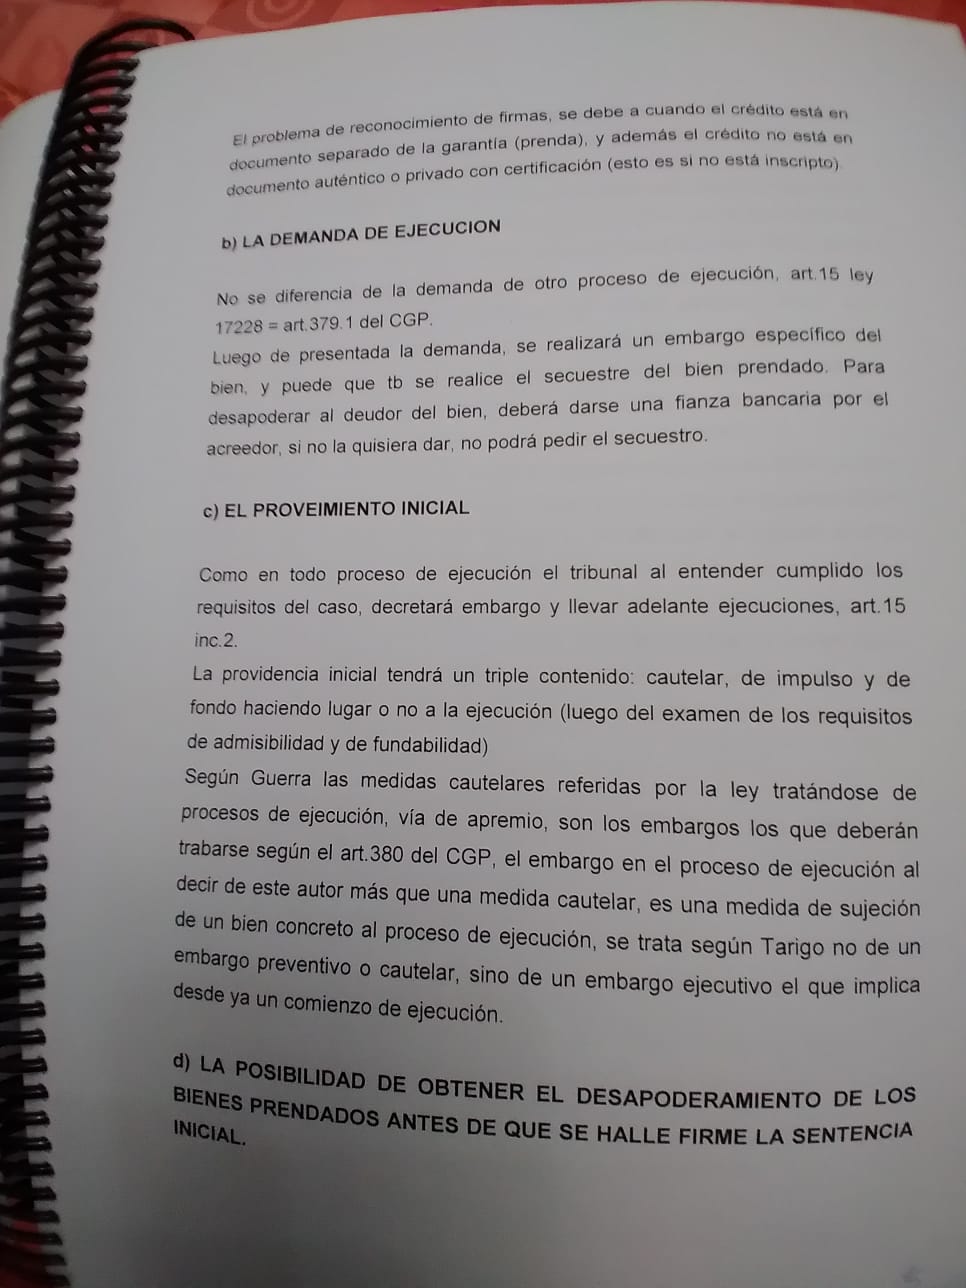 El problema de reconocimiento de firmas, se debe a cuando el crédito está en
documento separado de la garantía (prenda), y además el crédito no está en
documento auténtico o privado con certificación (esto es si no está inscripto).
b) LA DEMANDA DE EJECUCION
No se diferencia de la demanda de otro proceso de ejecución, art.15 ley
17228 = art.379.1 del CGP.
Luego de presentada la demanda, se realizará un embargo específico del
bien, y puede que tb se realice el secuestre del bien prendado. Para
desapoderar al deudor del bien, deberá darse una fianza bancaria por el
acreedor, si no la quisiera dar, no podrá pedir el secuestro.
c) EL PROVEIMIENTO INICIAL
Como en todo proceso de ejecución el tribunal al entender cumplido los
requisitos del caso, decretará embargo y llevar adelante ejecuciones, art.15
inc.2.
La providencia inicial tendrá un triple contenido: cautelar, de impulso y de
fondo haciendo lugar o no a la ejecución (luego del examen de los requisitos
de admisibilidad y de fundabilidad)
Según Guerra las medidas cautelares referidas por la ley tratándose de
procesos de ejecución, vía de apremio, son los embargos los que deberán
trabarse según el art.380 del CGP, el embargo en el proceso de ejecución al
decir de este autor más que una medida cautelar, es una medida de sujeción
de un bien concreto al proceso de ejecución, se trata según Tarigo no de un
embargo preventivo o cautelar, sino de un embargo ejecutivo el que implica
desde ya un comienzo de ejecución.
d) LA POSIBILIDAD DE OBTENER EL DESAPODERAMIENTO DE LOS
BIENES PRENDADOS ANTES DE QUE SE HALLE FIRME LA SENTENCIA
INICIAL.